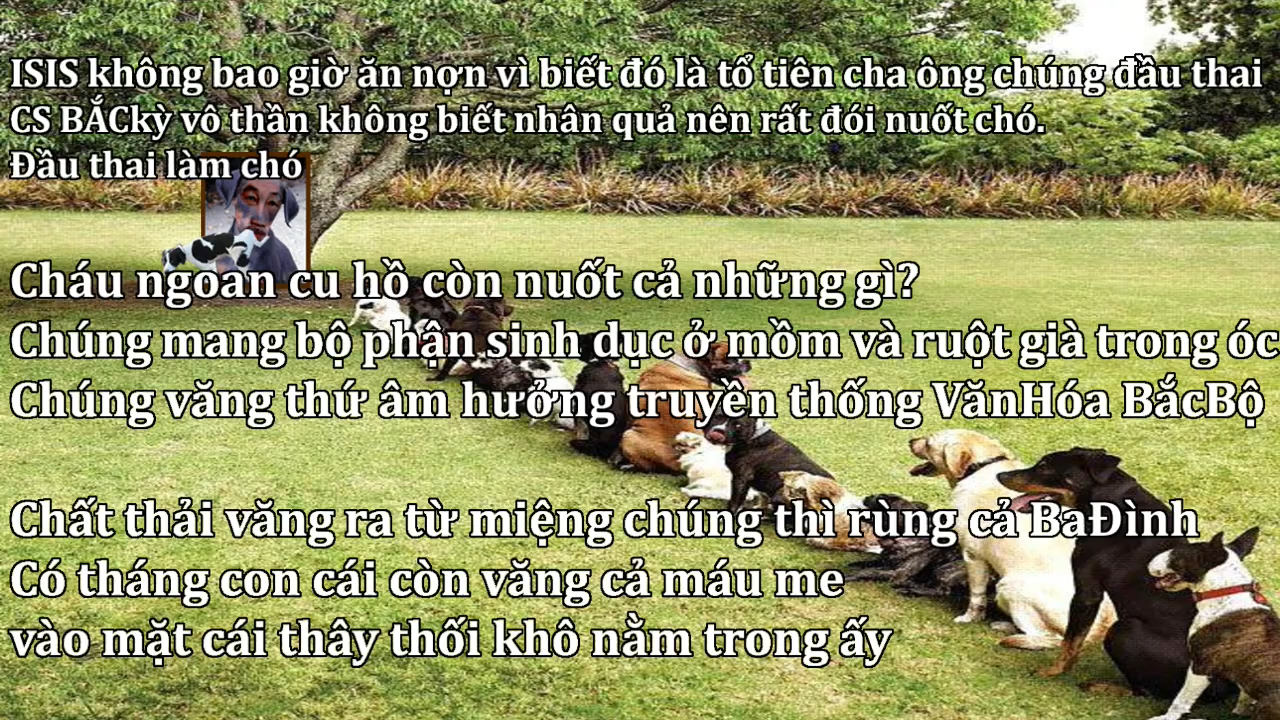 ISIS không bao giờ ăn nợn vì biết đó là tổ tiên cha ông chúng đầu thai
CS BẮCkỳ vô thần không biết nhân quả nên rất đói nuốt chó.
Đầu thai làm chó
Cháu ngoan cu hồ còn nuốt cả những gì?
Chúng mang bộ phận sinh dục ở mồm và ruột già trong óc
Chúng văng thứ âm hưởng truyền thống VănHóa BắcBộ
Chất thải văng ra từ miệng chúng thì rùng cả BaĐình
Có tháng con cái còn văng cả máu me
vào mặt cái thây thối khô nằm trong ấy